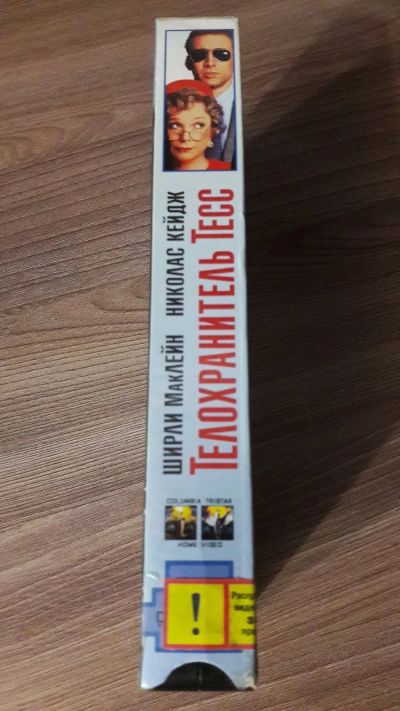 ШИРЛИ МАКЛЕЙН НИКОЛАС КЕЙДЖ
ТЕЛОХРАНИТЕЛЬ ТЕСС
COLUMBIA TRISTAR
HOME VIDEO
!